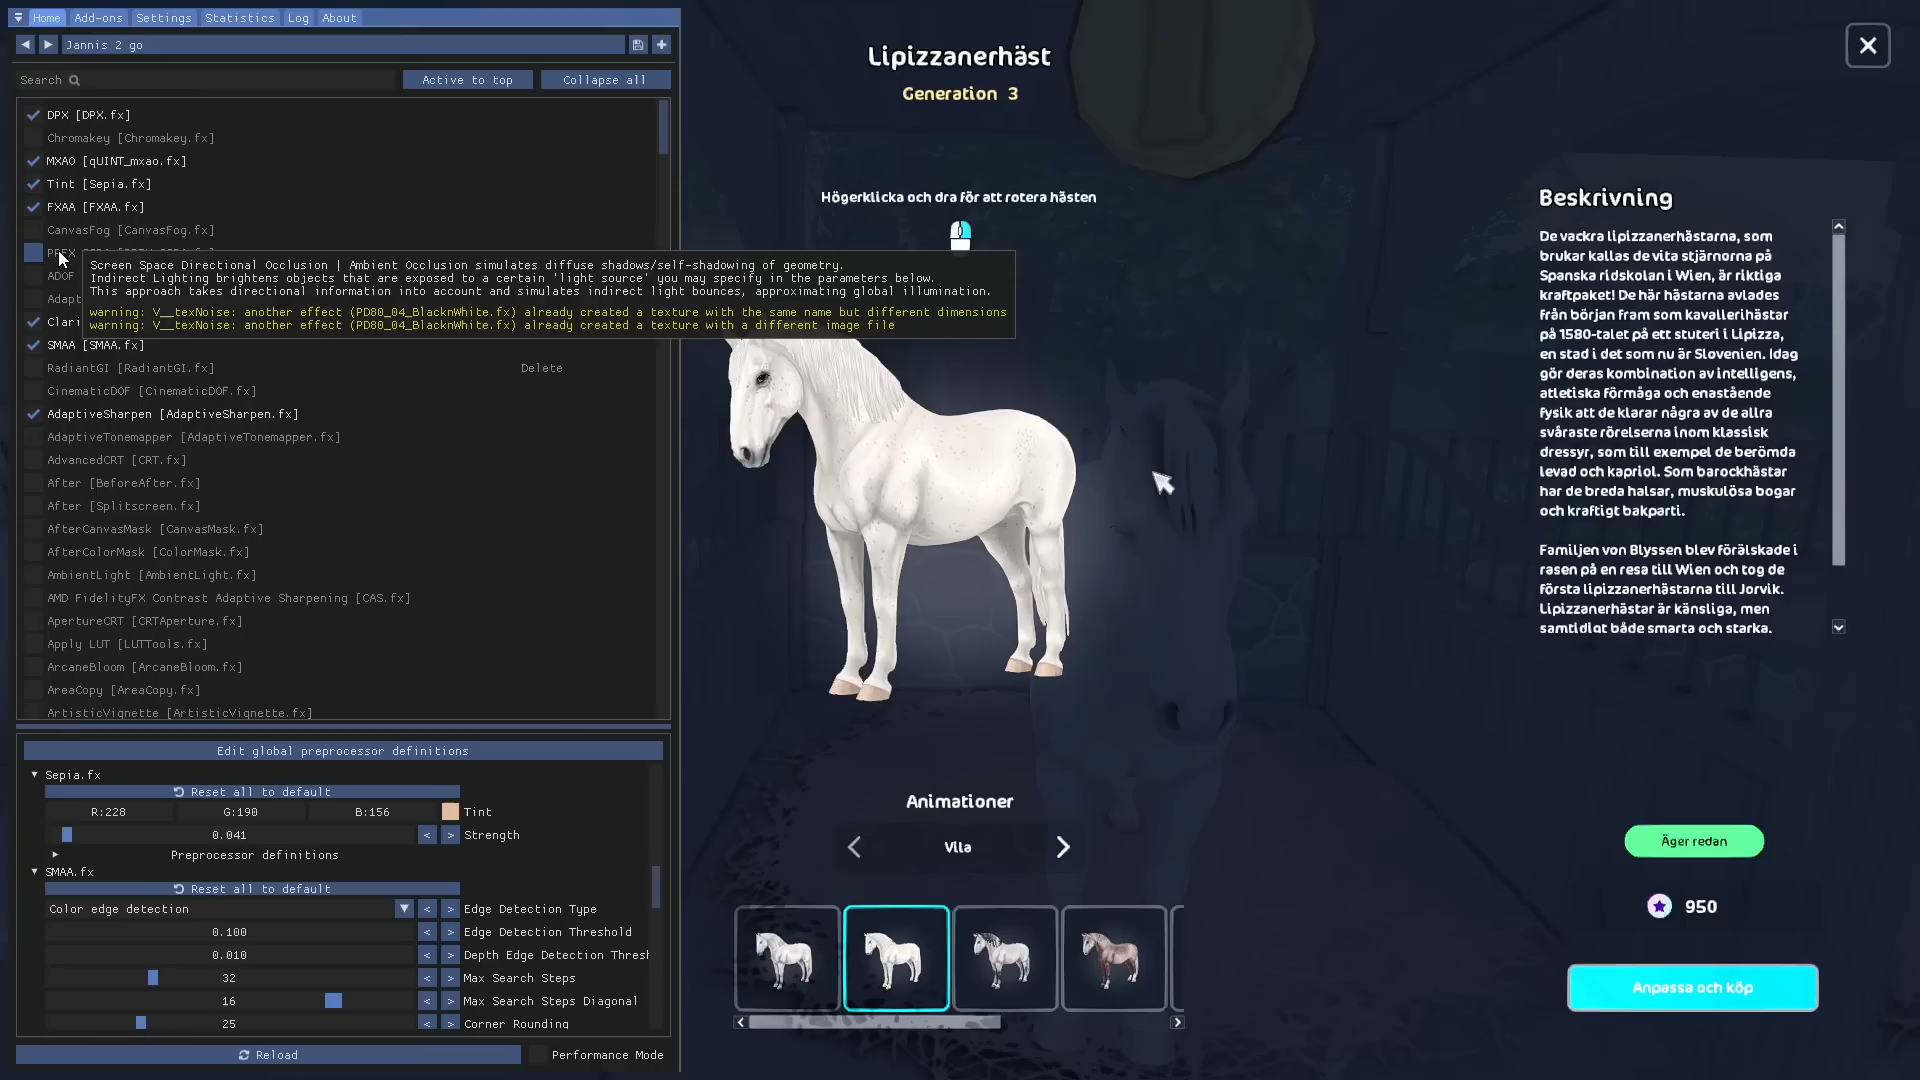 Home Add-ons Settings Statistics Log About
Jannis 2 go
Search
Active to top
Collapse all
DPX [DPX.fx]
Chromakey [Chromakey.fx]
MXAO [qUINT_mxao.fx]
Tint [Sepia.fx]
FXAA [FXAA.fx]
CanvasFog [CanvasFog.fx]
Screen Space Directional Occlusion | Ambient Occlusion simulates diffuse shadows/self-shadowing of geometry.
Indirect Lighting brightens objects that are exposed to a certain 'light source' you may specify in the parameters below.
This approach takes directional information into account and simulates indirect light bounces, approximating global illumination.
warning: V__texNoise: another effect (PD80_04_BlacknWhite.fx) already created a texture with the same name but different dimensions
warning: V__texNoise: another effect (PD80_04_BlacknWhite.fx) already created a texture with a different image file
ADOF
Adapt
Clari
SMAA [SMAA.fx]
RadiantGI [RadiantGI.fx]
Delete
CinematicDOF [CinematicDOF.fx]
AdaptiveSharpen [AdaptiveSharpen.fx]
AdaptiveTonemapper [AdaptiveTonemapper.fx]
AdvancedCRT [CRT.fx]
After [BeforeAfter.fx]
After [Splitscreen.fx]
AfterCanvasMask [CanvasMask.fx]
AfterColorMask [ColorMask.fx]
AmbientLight [AmbientLight.fx]
AMD FidelityFX Contrast Adaptive Sharpening [CAS.fx]
ApertureCRT [CRTAperture.fx]
Apply LUT [LUTTools.fx]
ArcaneBloom [ArcaneBloom.fx]
AreaCopy [AreaCopy.fx]
ArtisticVignette [ArtisticVignette.fx]
Edit global preprocessor definitions
Sepia.fx
Reset all to default
R:228 G:190 B:156 Tint
0.041 < > Strength
Preprocessor definitions
SMAA.fx
Reset all to default
Color edge detection < > Edge Detection Type
0.100 < > Edge Detection Threshold
0.010 < > Depth Edge Detection Thresh
32 < > Max Search Steps
16 < > Max Search Steps Diagonal
25 < > Corner Rounding
Reload
Performance Mode
Lipizzanerhäst
Generation 3
Högerklicka och dra för att rotera hästen
Animationer
Vila
Beskrivning
De vackra lipizzanerhästarna, som
brukar kallas de vita stjärnorna på
Spanska ridskolan i Wien, är riktiga
kraftpaket! De här hästarna avlades
från början fram som kavallerihästar
på 1580-talet på ett stuteri i Lipizza,
en stad i det som nu är Slovenien. Idag
gör deras kombination av intelligens,
atletiska förmåga och enastående
fysik att de klarar några av de allra
svåraste rörelserna inom klassisk
dressyr, som till exempel de berömda
levad och kapriol. Som barockhästar
har de breda halsar, muskulösa bogar
och kraftigt bakparti.
Familjen von Blyssen blev förälskade i
rasen på en resa till Wien och tog de
första lipizzanerhästarna till Jorvik.
Lipizzanerhästar är känsliga, men
samtidigt både smarta och starka.
Äger redan
950
Anpassa och köp